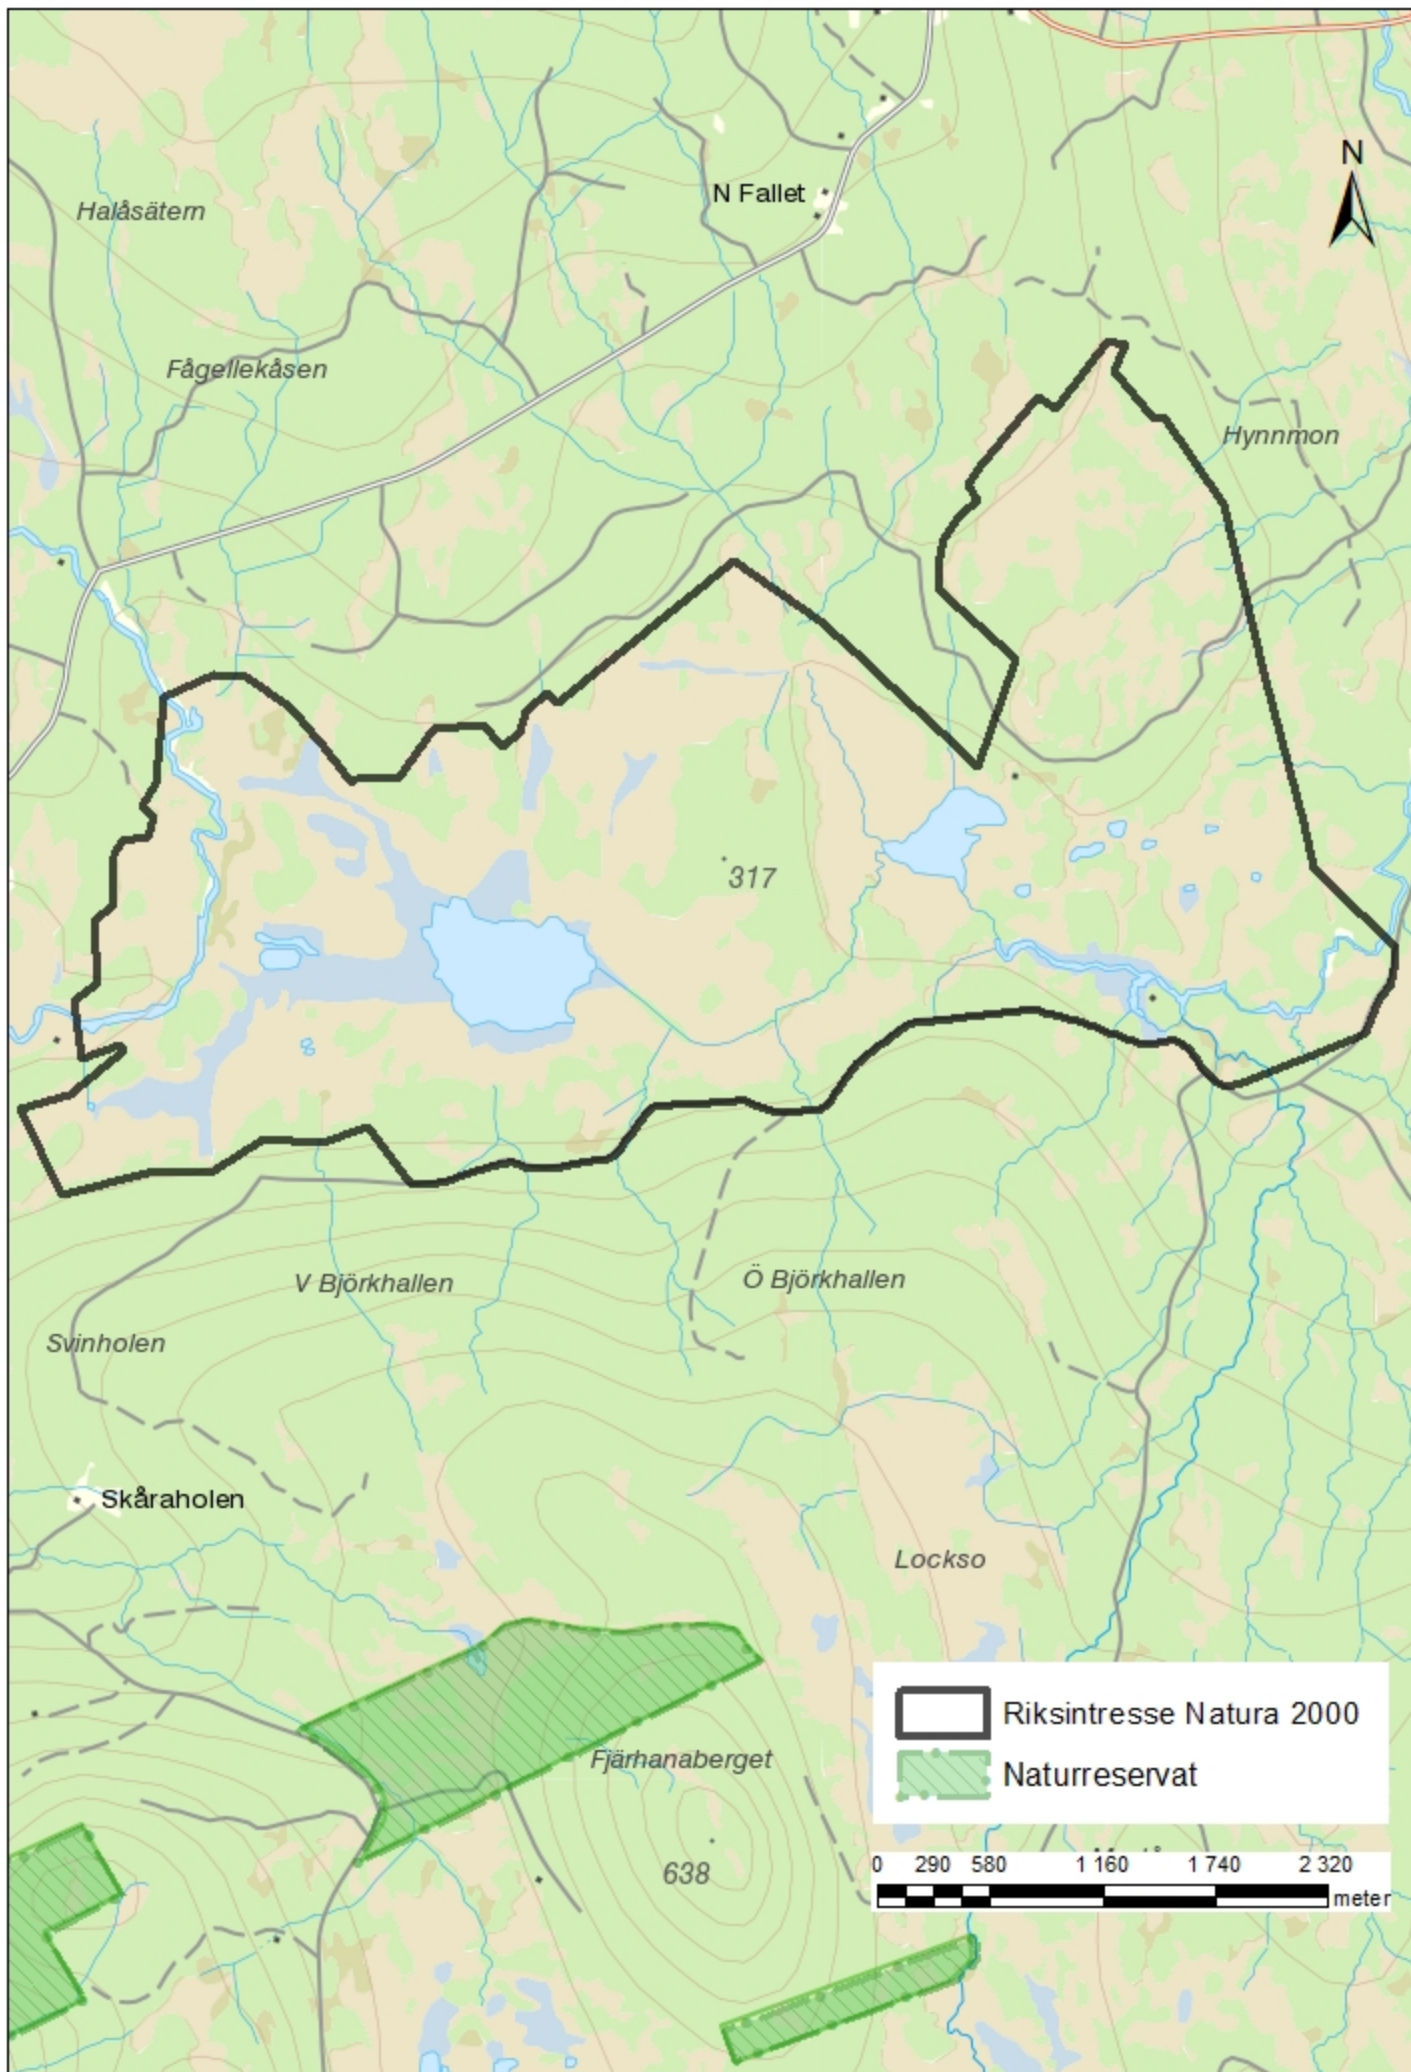 N
N Fallet
Halåsätern
Fågellekåsen
Hynnmon
317
V Björkhallen
Ö Björkhallen
Svinholen
Skåraholen
Lockso
Riksintresse Natura 2000
Fjärhanaberget
Naturreservat
638
0 290 580 1 160 1 740 2 320
meter